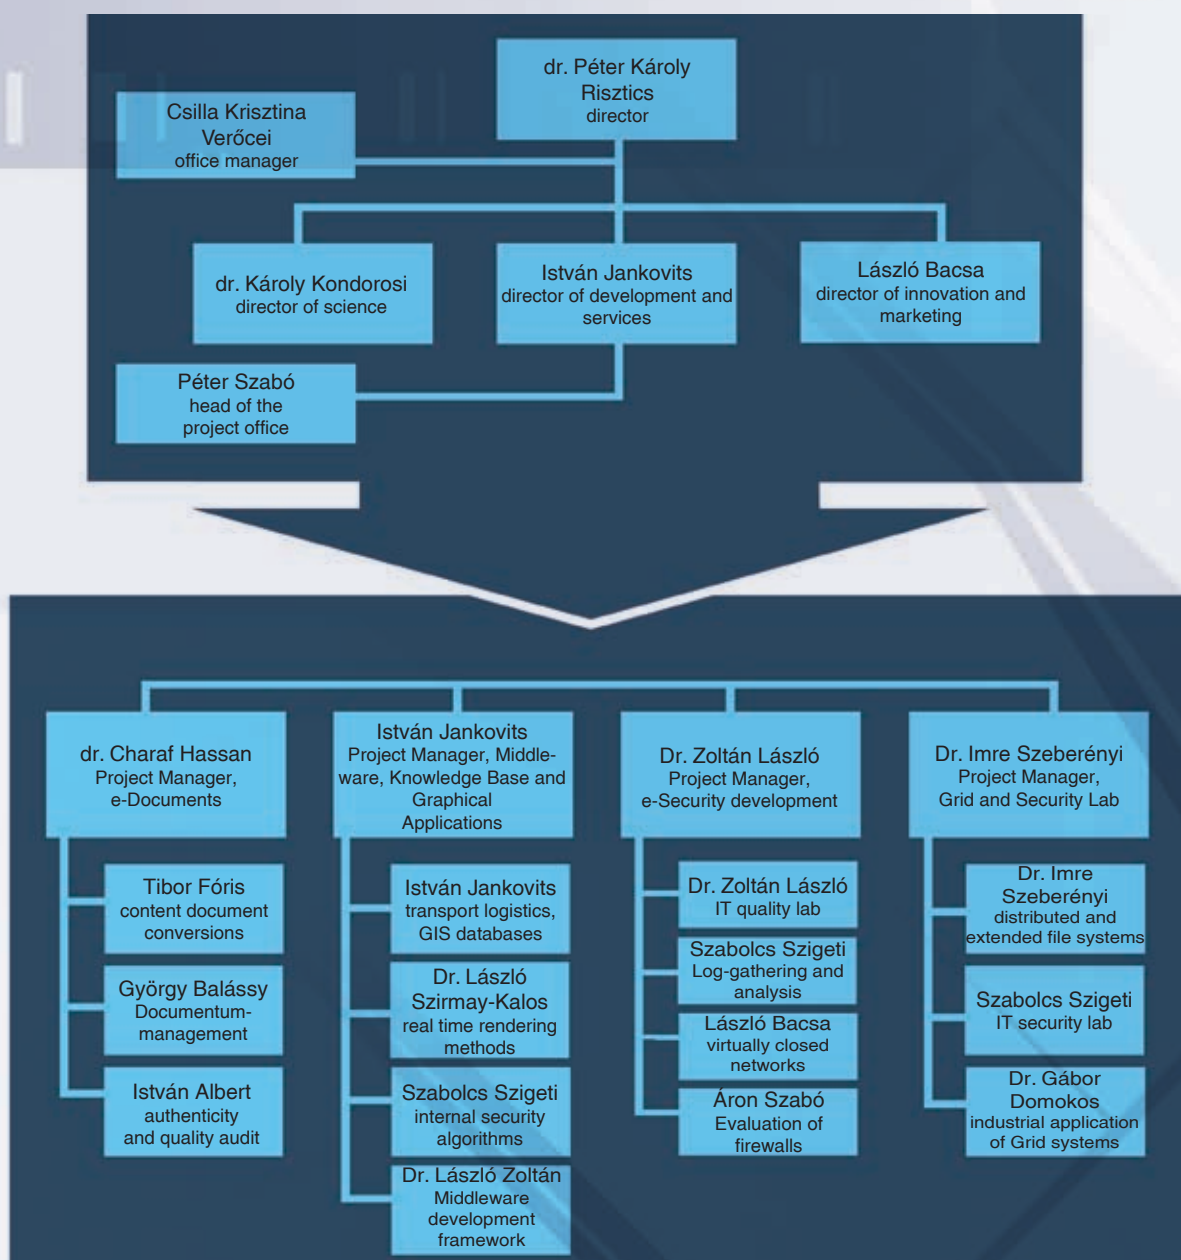 dr. Péter Károly
Risztics
director
Csilla Krisztina
Verőcei
office manager
dr. Károly Kondorosi
director of science
István Jankovits
director of development and
services
László Bacsa
director of innovation and
marketing
Péter Szabó
head of the
project office
dr. Charaf Hassan
Project Manager,
e-Documents
István Jankovits
Project Manager, Middle-
ware, Knowledge Base and
Graphical
Applications
Dr. Zoltán László
Project Manager,
e-Security development
Dr. Imre Szeberényi
Project Manager,
Grid and Security Lab
Tibor Fóris
content document
conversions
György Balássy
Documentum-
management
István Albert
authenticity
and quality audit
István Jankovits
transport logistics,
GIS databases
Dr. László
Szirmay-Kalos
real time rendering
methods
Szabolcs Szigeti
internal security
algorithms
Dr. László Zoltán
Middleware
development
framework
Dr. Zoltán László
IT quality lab
Szabolcs Szigeti
Log-gathering and
analysis
László Bacsa
virtually closed
networks
Áron Szabó
Evaluation of
firewalls
Dr. Imre
Szeberényi
distributed and
extended file systems
Szabolcs Szigeti
IT security lab
Dr. Gábor
Domokos
industrial application
of Grid systems